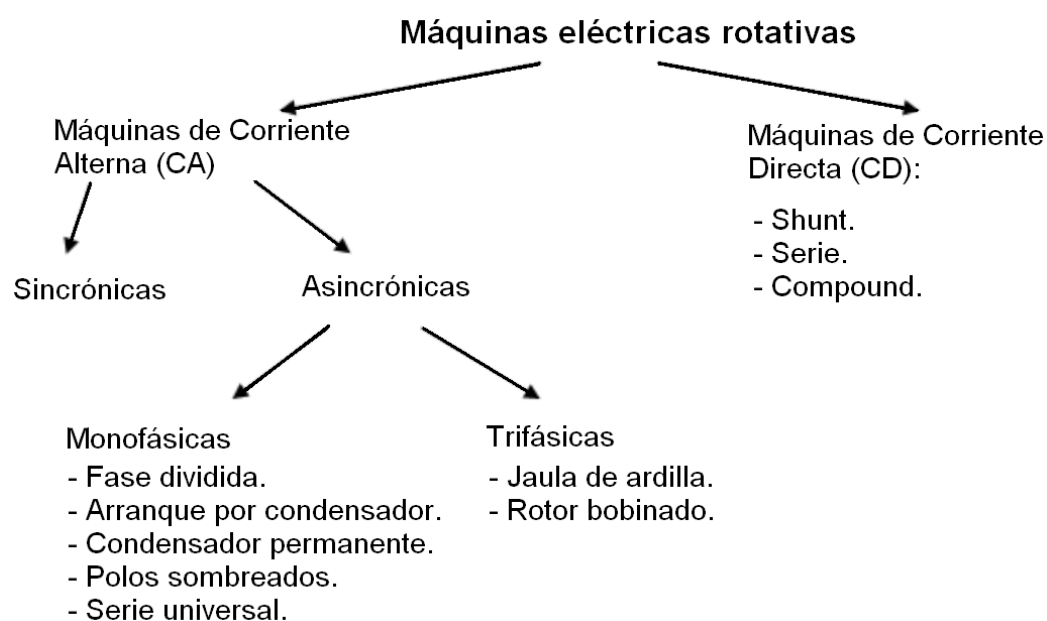 Máquinas eléctricas rotativas
Máquinas de Corriente
Alterna (CA)
Máquinas de Corriente
Directa (CD):
- Shunt.
- Serie.
- Compound.
Sincrónicas
Asincrónicas
Monofásicas
- Fase dividida.
- Arranque por condensador.
- Condensador permanente.
- Polos sombreados.
- Serie universal.
Trifásicas
- Jaula de ardilla.
- Rotor bobinado.